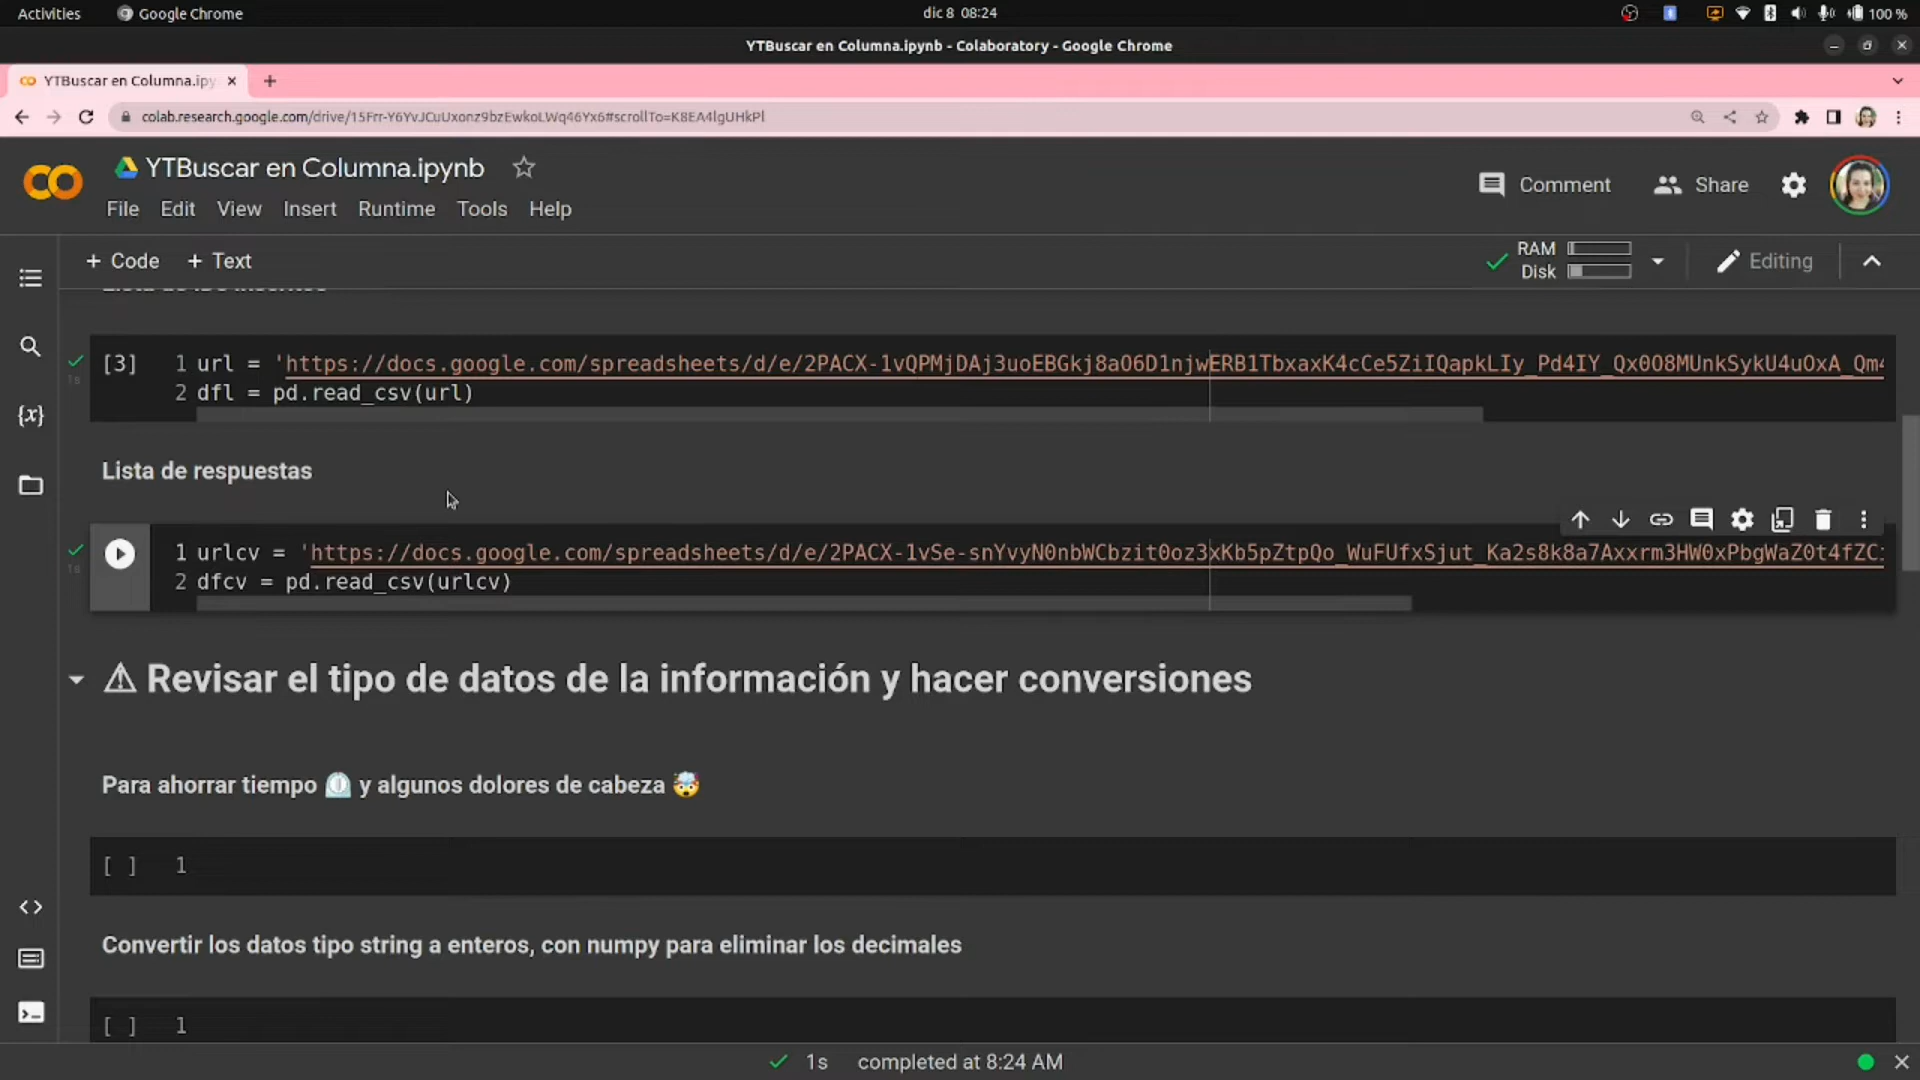 Activities Google Chrome dic 8 08:24 100 %
YTBuscar en Columna.ipynb - Colaboratory - Google Chrome
YTBuscar en Columna.ipy
colab.research.google.com/drive/15Frr-Y6YvJCuUxonz9bzEwkoLWq46Yx6#scrollTo=K8EA4lgUHkPl
YTBuscar en Columna.ipynb
Comment Share
File Edit View Insert Runtime Tools Help
+ Code + Text
RAM
Disk
Editing
[3] 1 url = 'https://docs.google.com/spreadsheets/d/e/2PACX-1vQPMjDAj3uoEBGkj8aO6D1njwERB1TbxaxK4cCe5ZiIQapkLIy_Pd4IY_Qx0O8MUnkSykU4uOxA_Qm4
1s
2 dfl = pd.read_csv(url)
Lista de respuestas
1 urlcv = 'https://docs.google.com/spreadsheets/d/e/2PACX-1vSe-snYvyN0nbWCbzit0oz3xKb5pZtpQo_WuFUfxSjut_Ka2s8k8a7Axxrm3HW0xPbgWaZ0t4fZC
1s
2 dfcv = pd.read_csv(urlcv)
⚠ Revisar el tipo de datos de la información y hacer conversiones
Para ahorrar tiempo ⏲ y algunos dolores de cabeza 🤯
[ ] 1
Convertir los datos tipo string a enteros, con numpy para eliminar los decimales
[ ] 1
1s completed at 8:24 AM